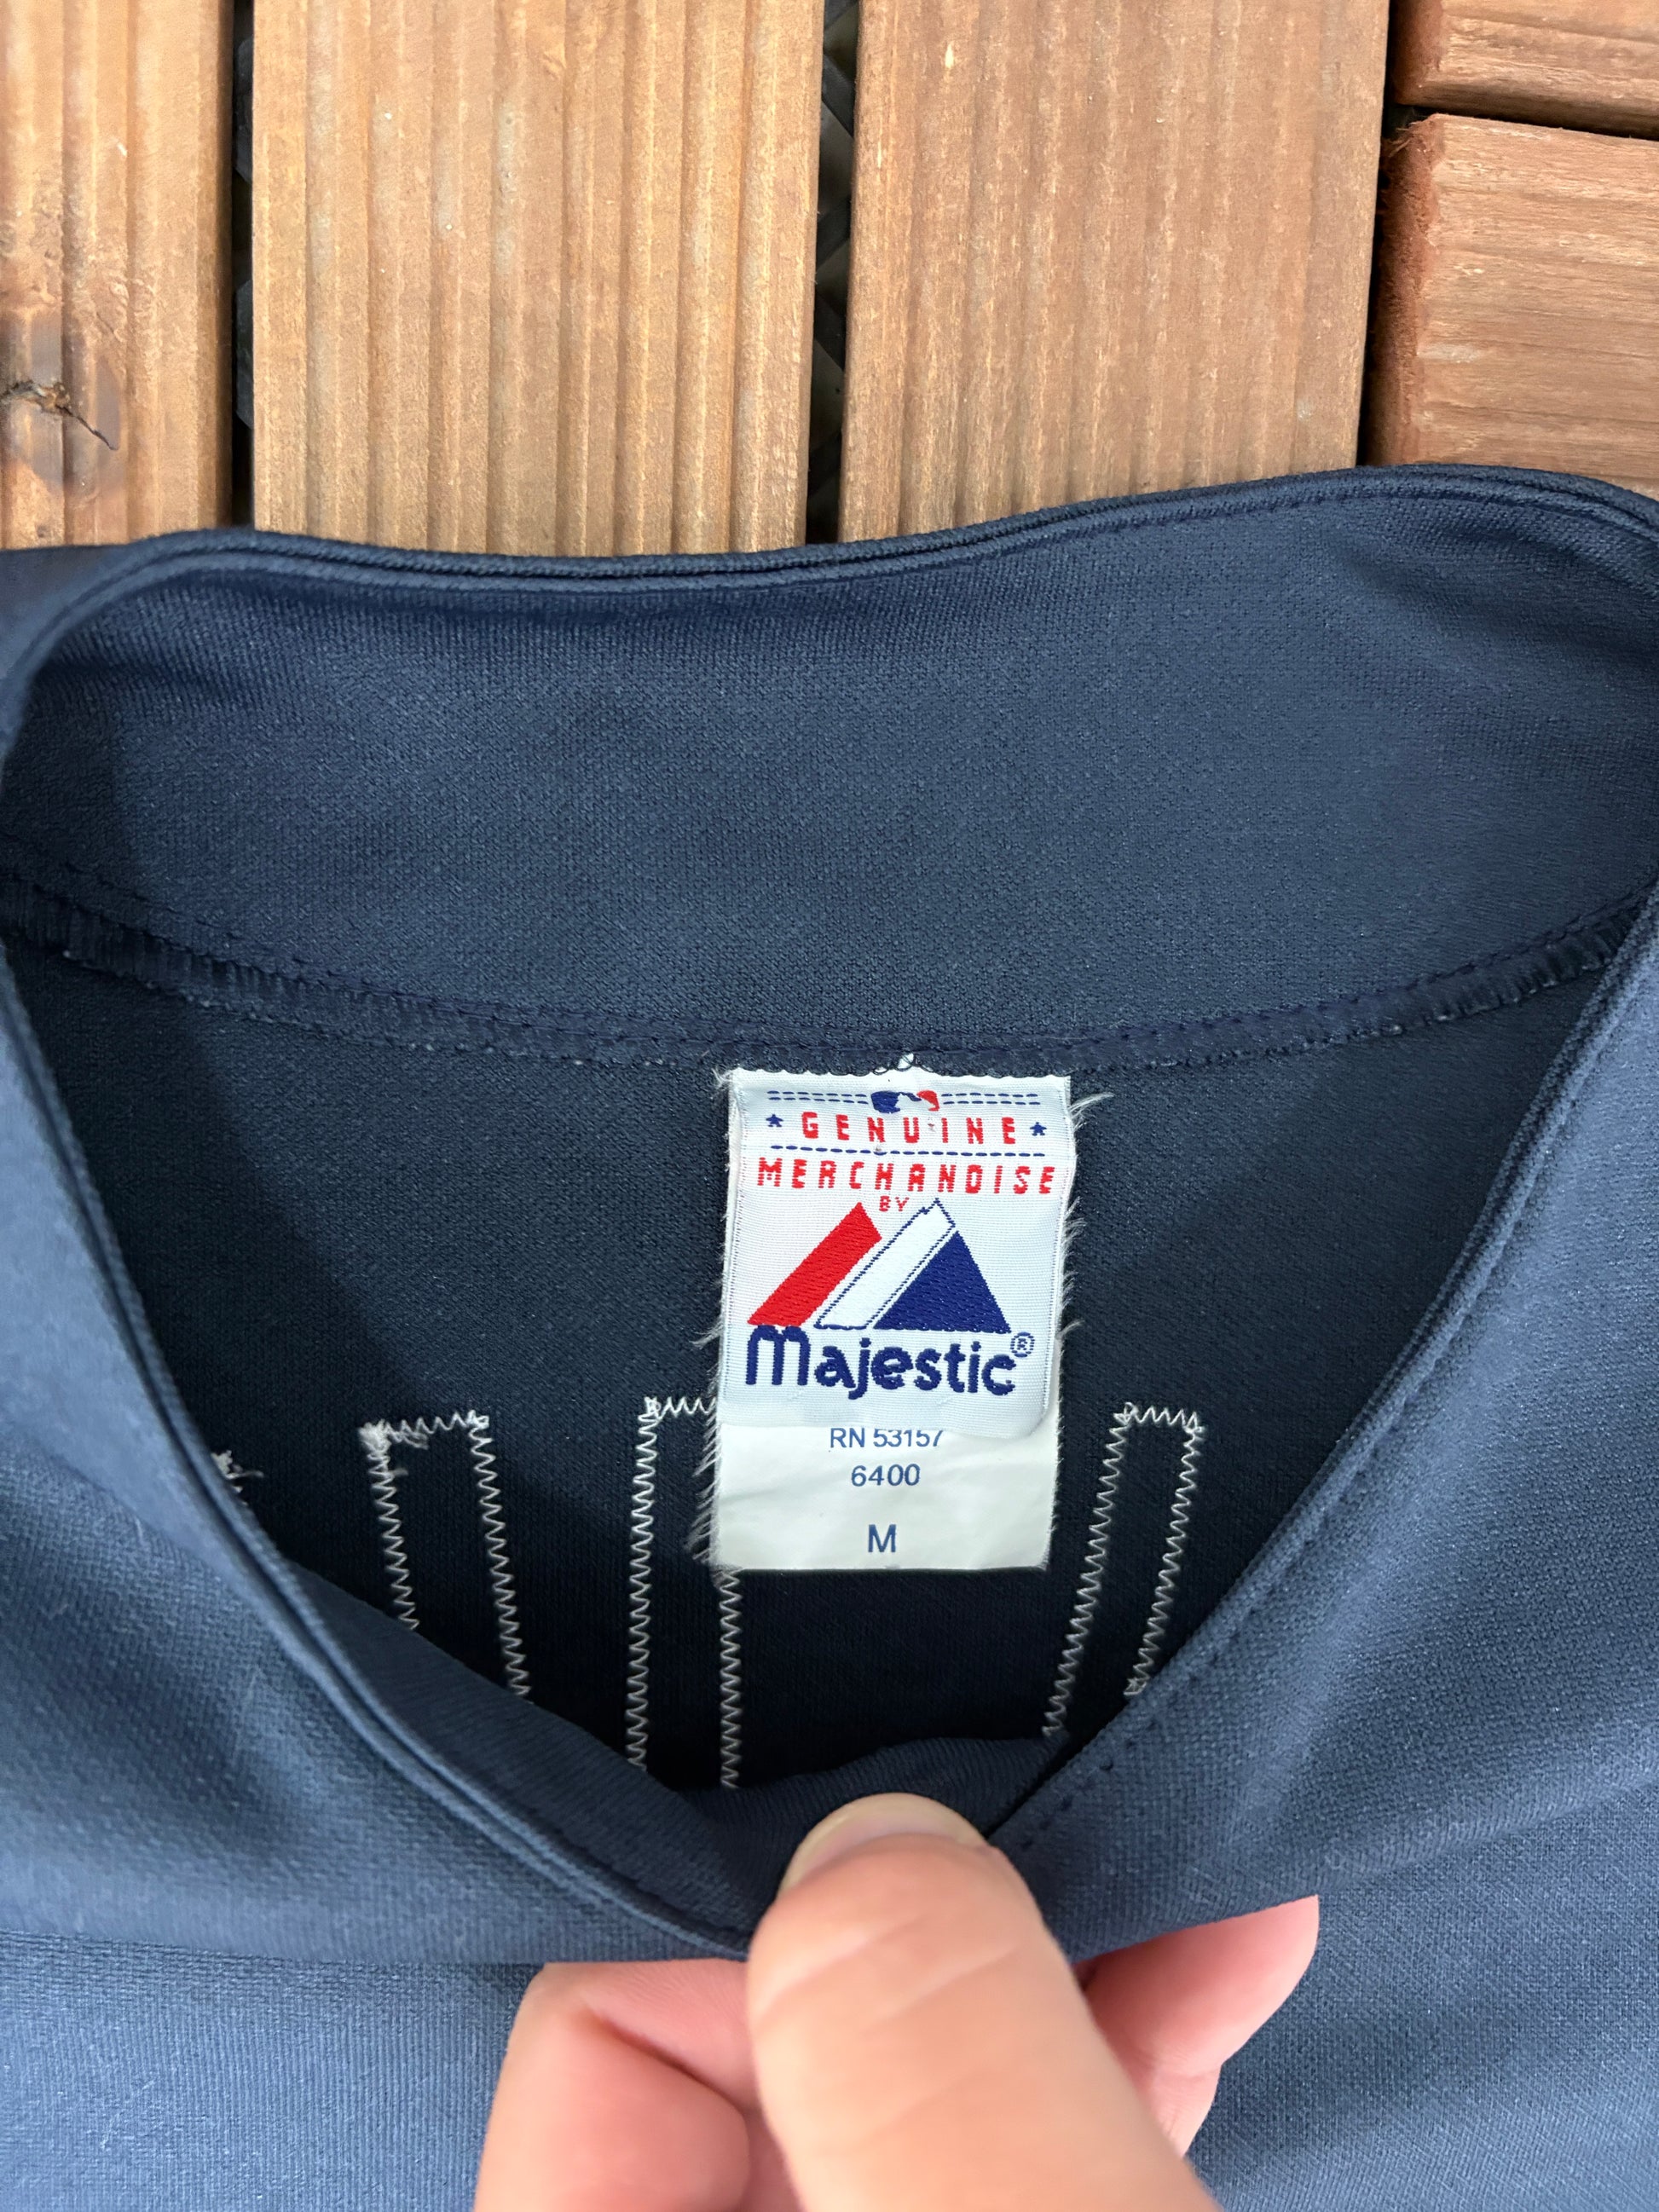 GENUINE
MERCHANDISE
BY
Majestic®
RN 53157
6400
M